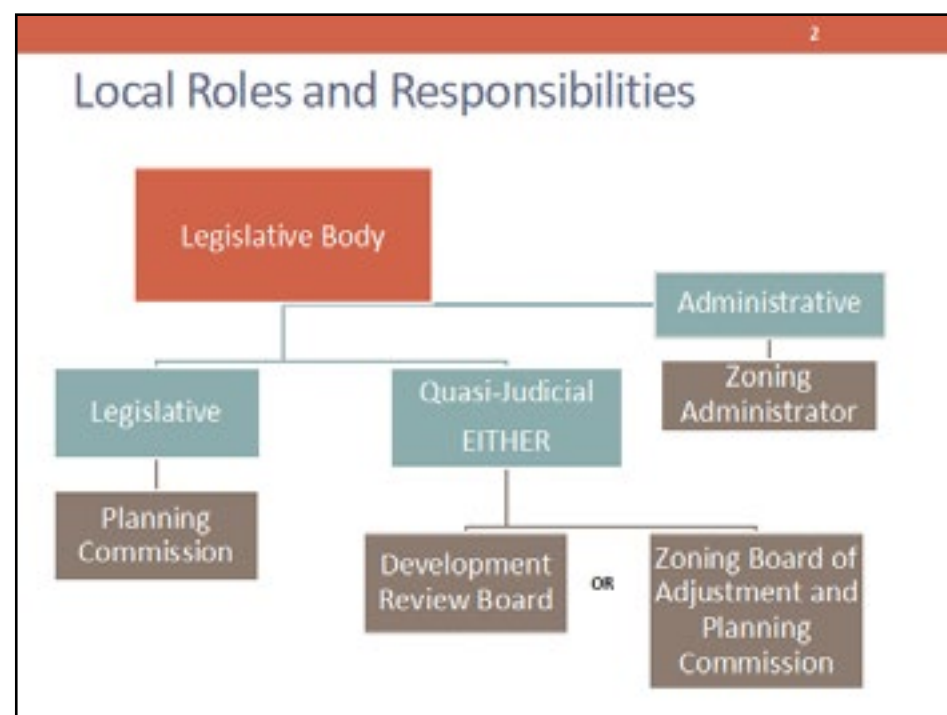 2
Local Roles and Responsibilities
Legislative Body
Administrative
Zoning
Administrator
Legislative
Quasi-Judicial
EITHER
Planning
Commission
Development
Review Board
OR
Zoning Board of
Adjustment and
Planning
Commission